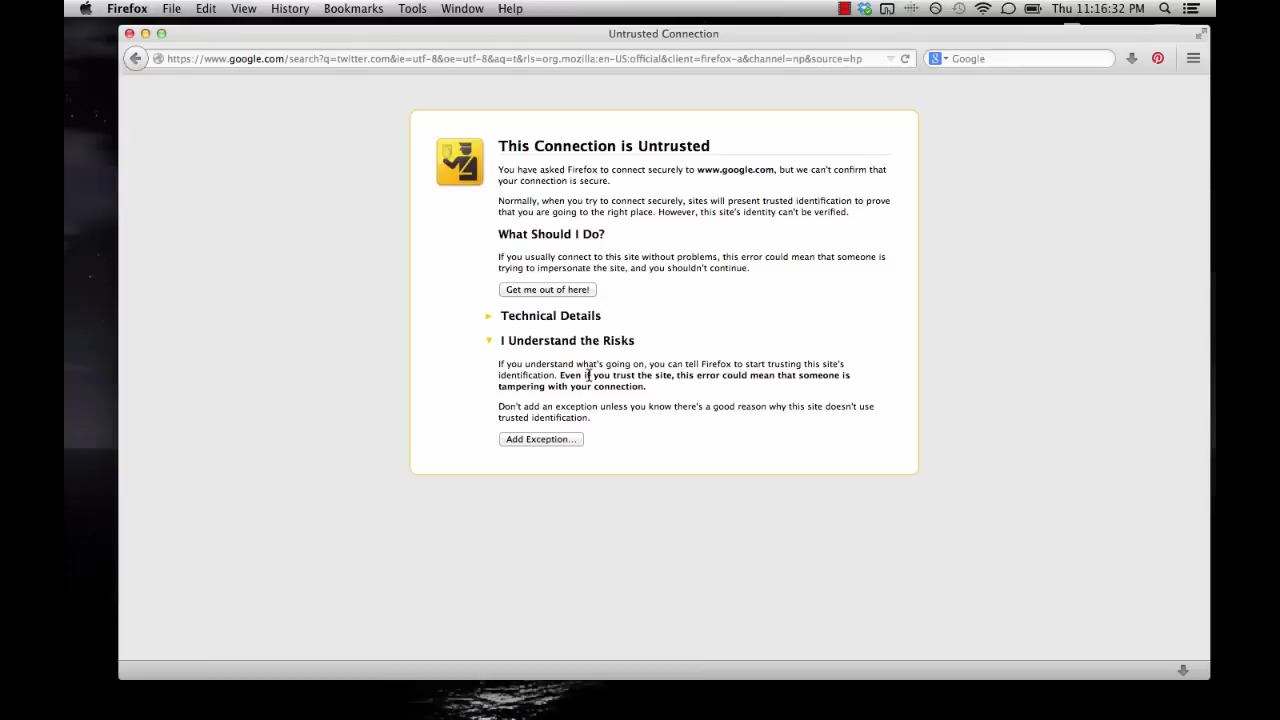 Firefox File Edit View History Bookmarks Tools Window Help Thu 11:16:32 PM
Untrusted Connection
https://www.google.com/search?q=twitter.com&ie=utf-8&oe=utf-8&aq=t&rls=org.mozilla:en-US:official&client=firefox-a&channel=np&source=hp
Google
This Connection is Untrusted
You have asked Firefox to connect securely to www.google.com, but we can't confirm that
your connection is secure.
Normally, when you try to connect securely, sites will present trusted identification to prove
that you are going to the right place. However, this site's identity can't be verified.
What Should I Do?
If you usually connect to this site without problems, this error could mean that someone is
trying to impersonate the site, and you shouldn't continue.
Get me out of here!
Technical Details
I Understand the Risks
If you understand what's going on, you can tell Firefox to start trusting this site's
identification. Even if you trust the site, this error could mean that someone is
tampering with your connection.
Don't add an exception unless you know there's a good reason why this site doesn't use
trusted identification.
Add Exception...